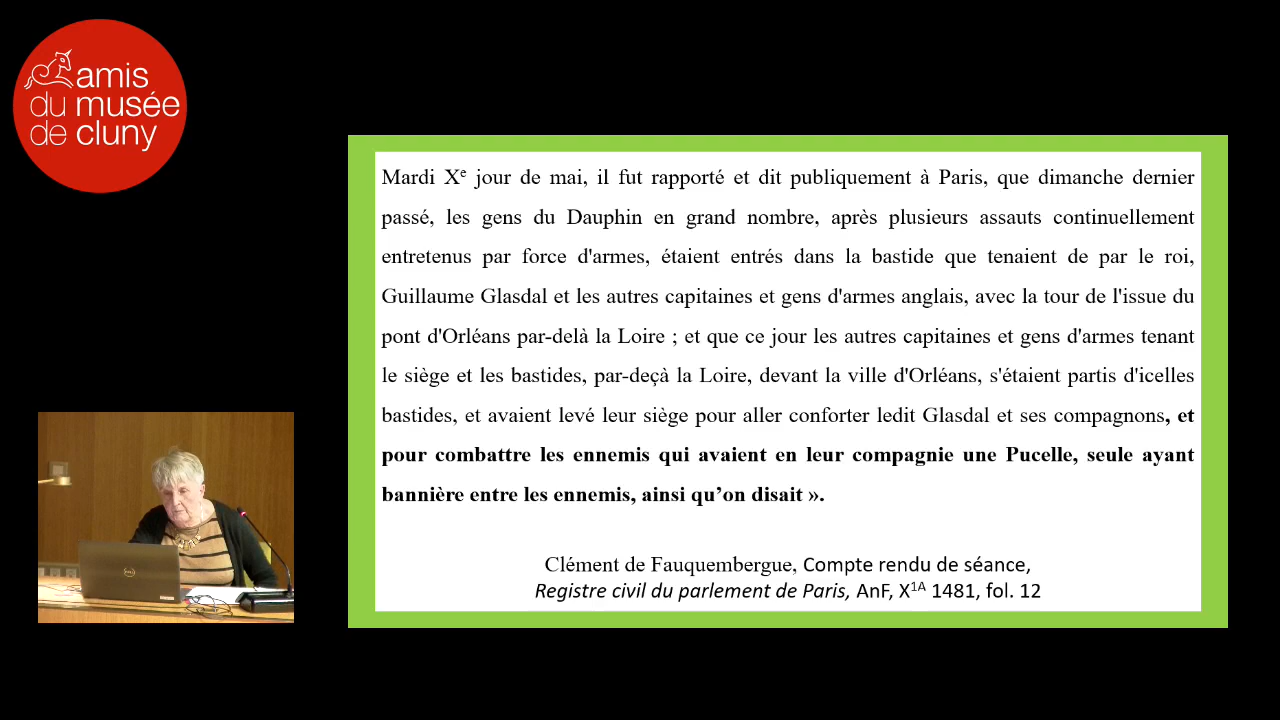 amis
du musée
de cluny
Mardi Xe jour de mai, il fut rapporté et dit publiquement à Paris, que dimanche dernier
passé, les gens du Dauphin en grand nombre, après plusieurs assauts continuellement
entretenus par force d'armes, étaient entrés dans la bastide que tenaient de par le roi,
Guillaume Glasdal et les autres capitaines et gens d'armes anglais, avec la tour de l'issue du
pont d'Orléans par-delà la Loire ; et que ce jour les autres capitaines et gens d'armes tenant
le siège et les bastides, par-deçà la Loire, devant la ville d'Orléans, s'étaient partis d'icelles
bastides, et avaient levé leur siège pour aller conforter ledit Glasdal et ses compagnons, et
pour combattre les ennemis qui avaient en leur compagnie une Pucelle, seule ayant
bannière entre les ennemis, ainsi qu’on disait ».
Clément de Fauquembergue, Compte rendu de séance,
Registre civil du parlement de Paris, AnF, X1A 1481, fol. 12